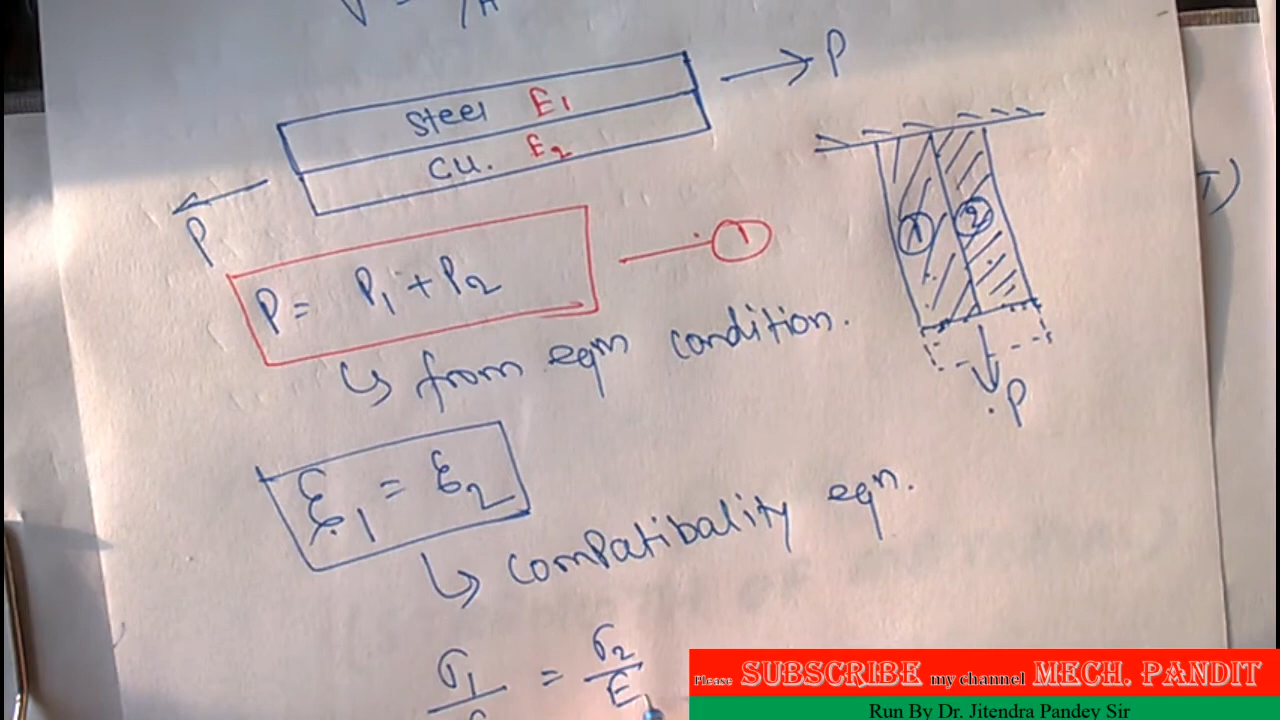 Steel E1
P
CU. E2
P
P = P1 + P2
1
↳ from eqm condition.
1 2
P
ε1 = ε2
↳ compatibality eqn.
σ1 = σ2
E
Please SUBSCRIBE my channel MECH. PANDIT
Run By Dr. Jitendra Pandey Sir